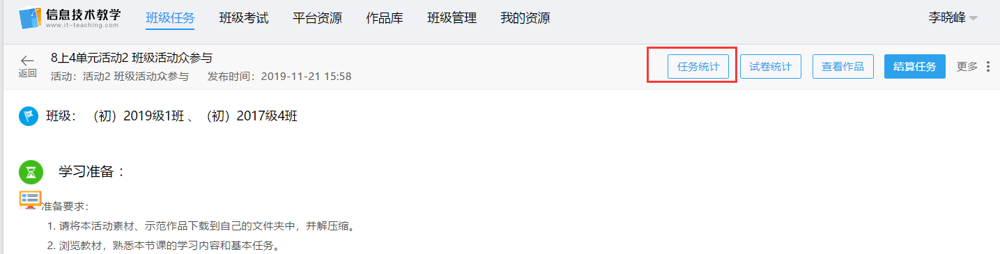 信息技术教学 班级任务 班级考试 平台资源 作品库 班级管理 我的资源 李晓峰
www.it-teaching.com
返回 8上4单元活动2 班级活动众参与
活动：活动2 班级活动众参与 发布时间：2019-11-21 15:58
任务统计 试卷统计 查看作品 结算任务 更多
班级： （初）2019级1班 、（初）2017级4班
学习准备：
准备要求：
1. 请将本活动素材、示范作品下载到自己的文件夹中，并解压缩。
2. 浏览教材，熟悉本节课的学习内容和基本任务。